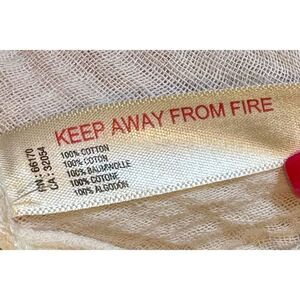 KEEP AWAY FROM FIRE
100% COTTON
100% COTON
100% BAUMWOLLE
100% COTONE
100% ALGODÓN
RN: 66170
CA: 32054